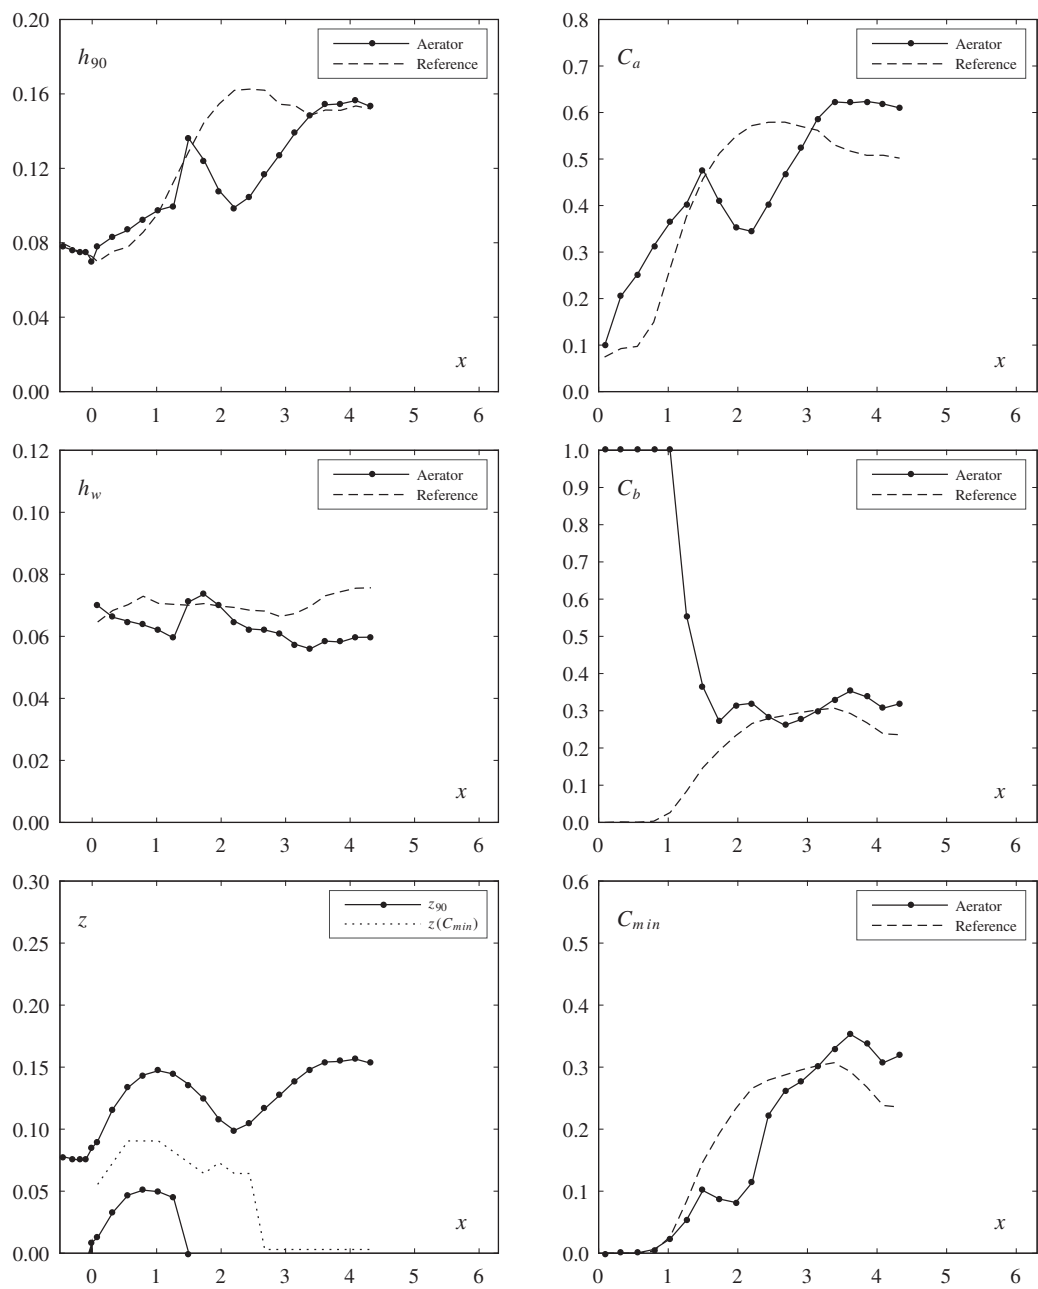 0.20
0.16
0.12
0.08
0.04
0.00
h90
Aerator
Reference
x
0 1 2 3 4 5 6
0.8
0.7
0.6
0.5
0.4
0.3
0.2
0.1
0.0
Ca
Aerator
Reference
x
0 1 2 3 4 5 6
0.12
0.10
0.08
0.06
0.04
0.02
0.00
hw
Aerator
Reference
x
0 1 2 3 4 5 6
1.0
0.9
0.8
0.7
0.6
0.5
0.4
0.3
0.2
0.1
0.0
Cb
Aerator
Reference
x
0 1 2 3 4 5 6
0.30
0.25
0.20
0.15
0.10
0.05
0.00
z
z90
z(Cmin)
x
0 1 2 3 4 5 6
0.6
0.5
0.4
0.3
0.2
0.1
0.0
Cmin
Aerator
Reference
x
0 1 2 3 4 5 6